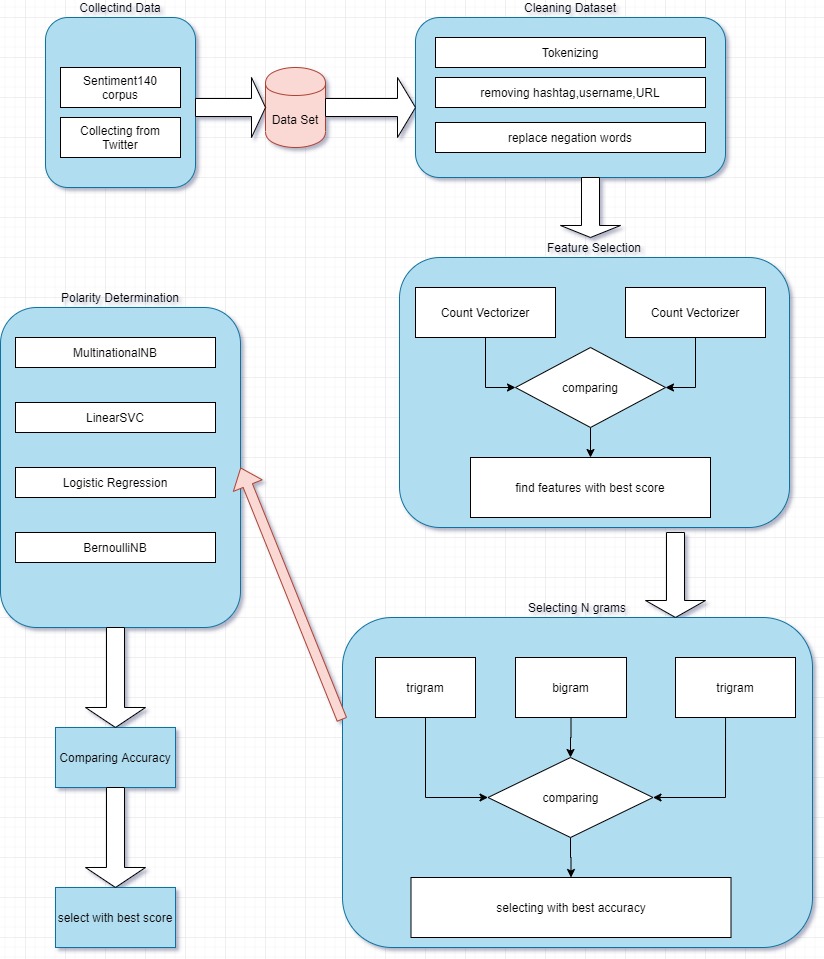 Collectind Data
Sentiment140
corpus
Collecting from
Twitter
Data Set
Cleaning Dataset
Tokenizing
removing hashtag,username,URL
replace negation words
Feature Selection
Count Vectorizer
Count Vectorizer
comparing
find features with best score
Selecting N grams
trigram
bigram
trigram
comparing
selecting with best accuracy
Polarity Determination
MultinationalNB
LinearSVC
Logistic Regression
BernoulliNB
Comparing Accuracy
select with best score